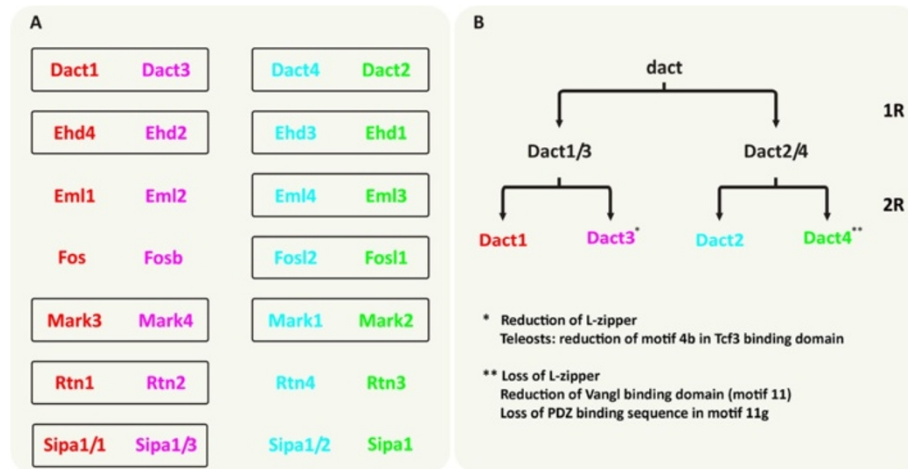 A
Dact1 Dact3 Dact4 Dact2
Ehd4 Ehd2 Ehd3 Ehd1
Eml1 Eml2 Eml4 Eml3
Fos Fosb Fosl2 Fosl1
Mark3 Mark4 Mark1 Mark2
Rtn1 Rtn2 Rtn4 Rtn3
Sipa1/1 Sipa1/3 Sipa1/2 Sipa1
B
dact
1R
Dact1/3 Dact2/4
2R
Dact1 Dact3* Dact2 Dact4**
* Reduction of L-zipper
Teleosts: reduction of motif 4b in Tcf3 binding domain
** Loss of L-zipper
Reduction of Vangl binding domain (motif 11)
Loss of PDZ binding sequence in motif 11g